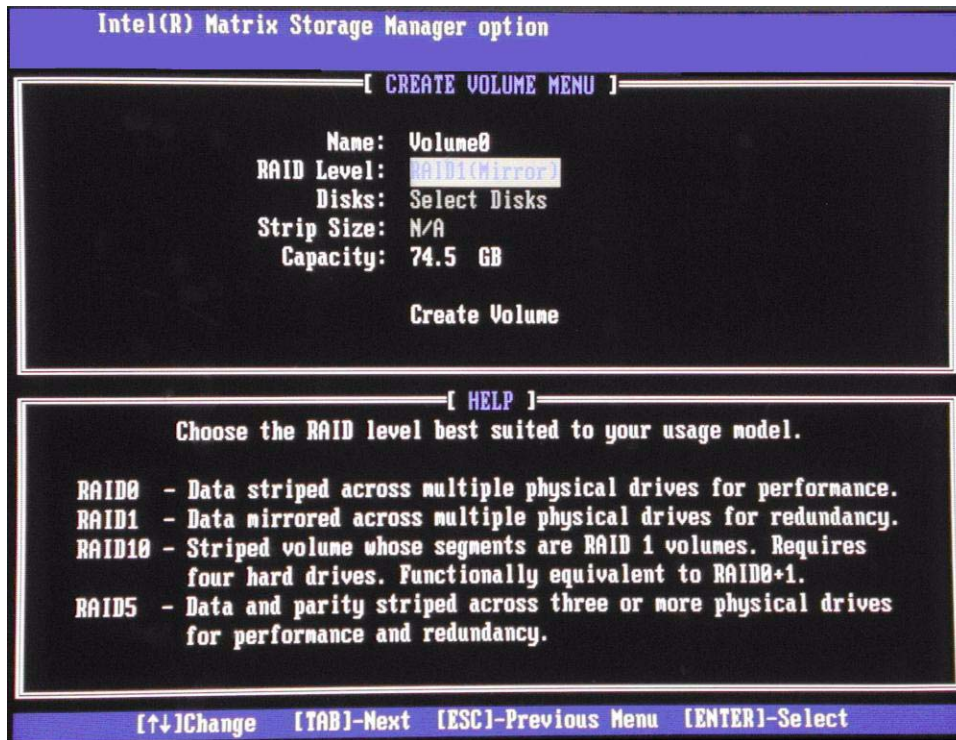 Intel(R) Matrix Storage Manager option
[ CREATE VOLUME MENU ]
Name: Volume0
RAID Level: RAID1(Mirror)
Disks: Select Disks
Strip Size: N/A
Capacity: 74.5 GB
Create Volume
[ HELP ]
Choose the RAID level best suited to your usage model.
RAID0 - Data striped across multiple physical drives for performance.
RAID1 - Data mirrored across multiple physical drives for redundancy.
RAID10 - Striped volume whose segments are RAID 1 volumes. Requires
four hard drives. Functionally equivalent to RAID0+1.
RAID5 - Data and parity striped across three or more physical drives
for performance and redundancy.
[↑↓]Change [TAB]-Next [ESC]-Previous Menu [ENTER]-Select